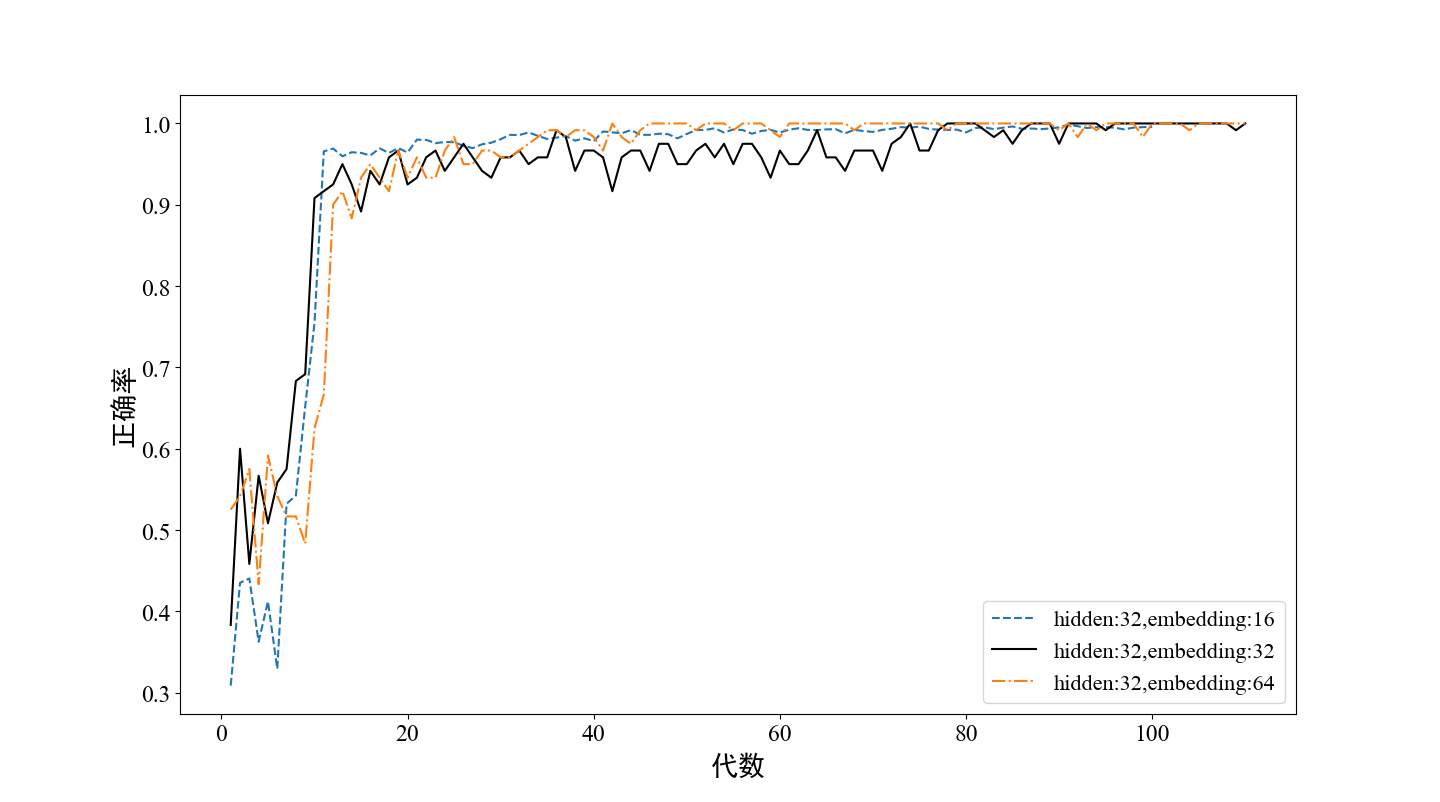 1.0
0.9
0.8
0.7
0.6
0.5
0.4
0.3
正确率
0
20
40
60
80
100
代数
hidden:32,embedding:16
hidden:32,embedding:32
hidden:32,embedding:64